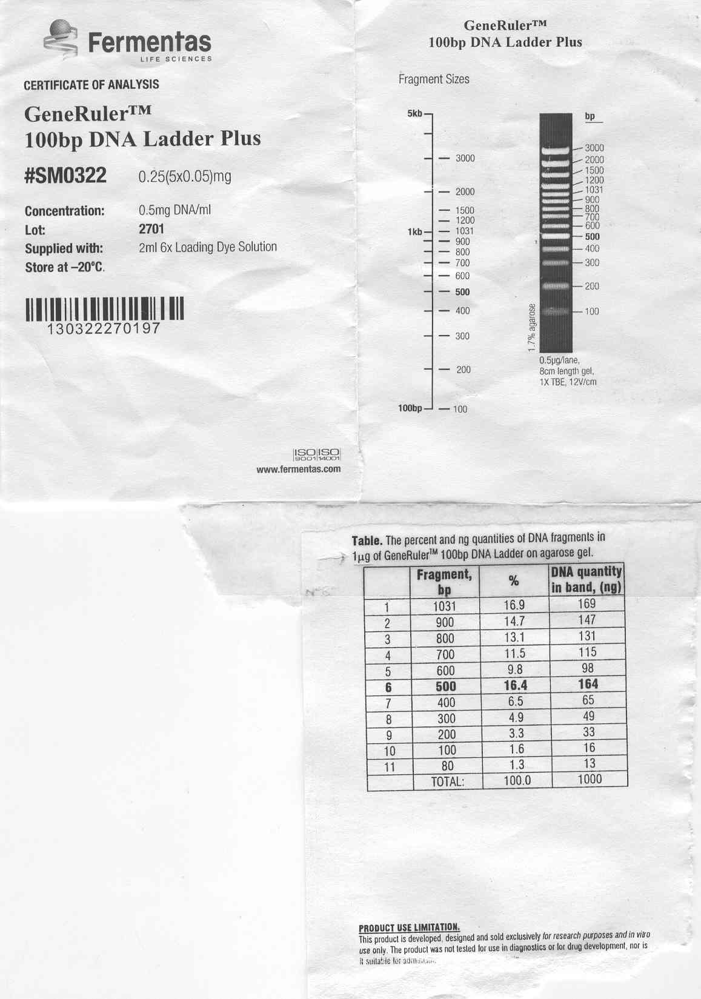 Fermentas
LIFE SCIENCES
CERTIFICATE OF ANALYSIS
GeneRuler™
100bp DNA Ladder Plus
#SM0322 0.25(5x0.05)mg
Concentration: 0.5mg DNA/ml
Lot: 2701
Supplied with: 2ml 6x Loading Dye Solution
Store at –20°C.
130322270197
ISO ISO
9001 14001
www.fermentas.com
GeneRuler™
100bp DNA Ladder Plus
Fragment Sizes
5kb
3000
2000
1500
1200
1kb 1031
900
800
700
600
500
400
300
200
100bp 100
bp
3000
2000
1500
1200
1031
900
800
700
600
500
400
300
200
100
1.7% agarose
0.5µg/lane,
8cm length gel,
1X TBE, 12V/cm
Table. The percent and ng quantities of DNA fragments in
1µg of GeneRuler™ 100bp DNA Ladder on agarose gel.
Fragment, bp % DNA quantity in band, (ng)
1 1031 16.9 169
2 900 14.7 147
3 800 13.1 131
4 700 11.5 115
5 600 9.8 98
6 500 16.4 164
7 400 6.5 65
8 300 4.9 49
9 200 3.3 33
10 100 1.6 16
11 80 1.3 13
TOTAL: 100.0 1000
PRODUCT USE LIMITATION.
This product is developed, designed and sold exclusively for research purposes and in vitro
use only. The product was not tested for use in diagnostics or for drug development, nor is
it suitable for